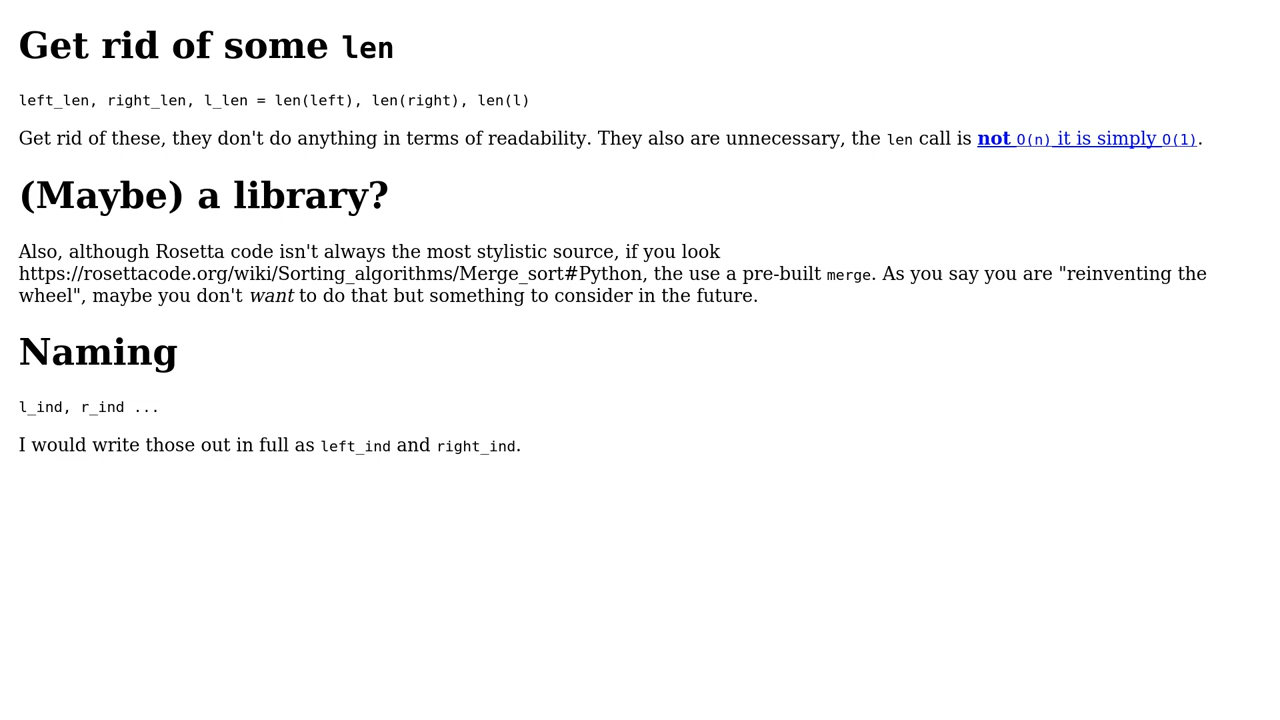 Get rid of some len
left_len, right_len, l_len = len(left), len(right), len(l)
Get rid of these, they don't do anything in terms of readability. They also are unnecessary, the len call is not O(n) it is simply O(1).
(Maybe) a library?
Also, although Rosetta code isn't always the most stylistic source, if you look
https://rosettacode.org/wiki/Sorting_algorithms/Merge_sort#Python, the use a pre-built merge. As you say you are "reinventing the
wheel", maybe you don't want to do that but something to consider in the future.
Naming
l_ind, r_ind ...
I would write those out in full as left_ind and right_ind.